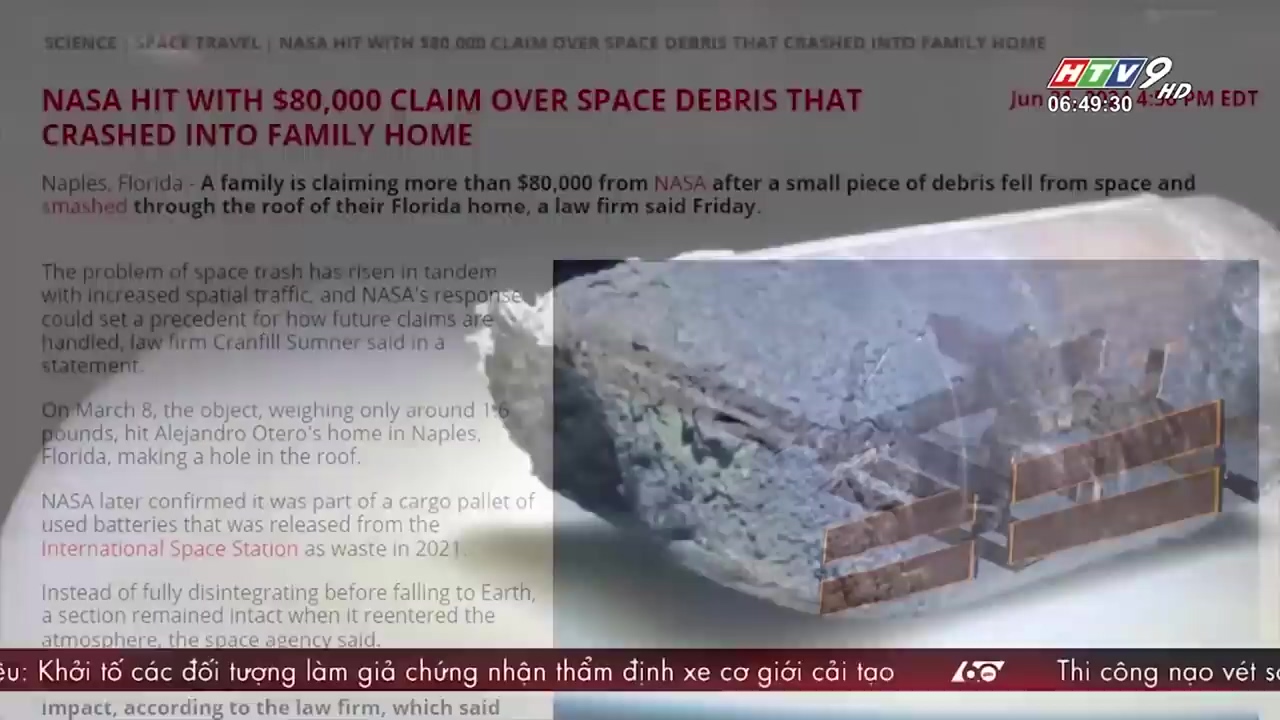 SCIENCE | SPACE TRAVEL | NASA HIT WITH $80,000 CLAIM OVER SPACE DEBRIS THAT CRASHED INTO FAMILY HOME
HTV9 HD
06:49:30
NASA HIT WITH $80,000 CLAIM OVER SPACE DEBRIS THAT
CRASHED INTO FAMILY HOME
Jun 4:30 PM EDT
Naples, Florida - A family is claiming more than $80,000 from NASA after a small piece of debris fell from space and
smashed through the roof of their Florida home, a law firm said Friday.
The problem of space trash has risen in tandem
with increased spatial traffic, and NASA's response
could set a precedent for how future claims are
handled, law firm Cranfill Sumner said in a
statement.
On March 8, the object, weighing only around 1.6
pounds, hit Alejandro Otero's home in Naples,
Florida, making a hole in the roof.
NASA later confirmed it was part of a cargo pallet of
used batteries that was released from the
International Space Station as waste in 2021.
Instead of fully disintegrating before falling to Earth,
a section remained intact when it reentered the
atmosphere, the space agency said.
Khởi tố các đối tượng làm giả chứng nhận thẩm định xe cơ giới cải tạo
Thi công nạo vét
impact, according to the law firm, which said